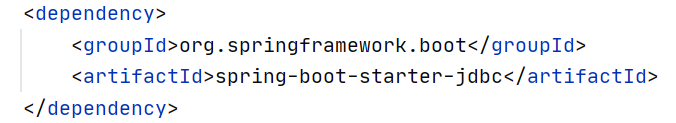 <dependency>
    <groupId>org.springframework.boot</groupId>
    <artifactId>spring-boot-starter-jdbc</artifactId>
</dependency>